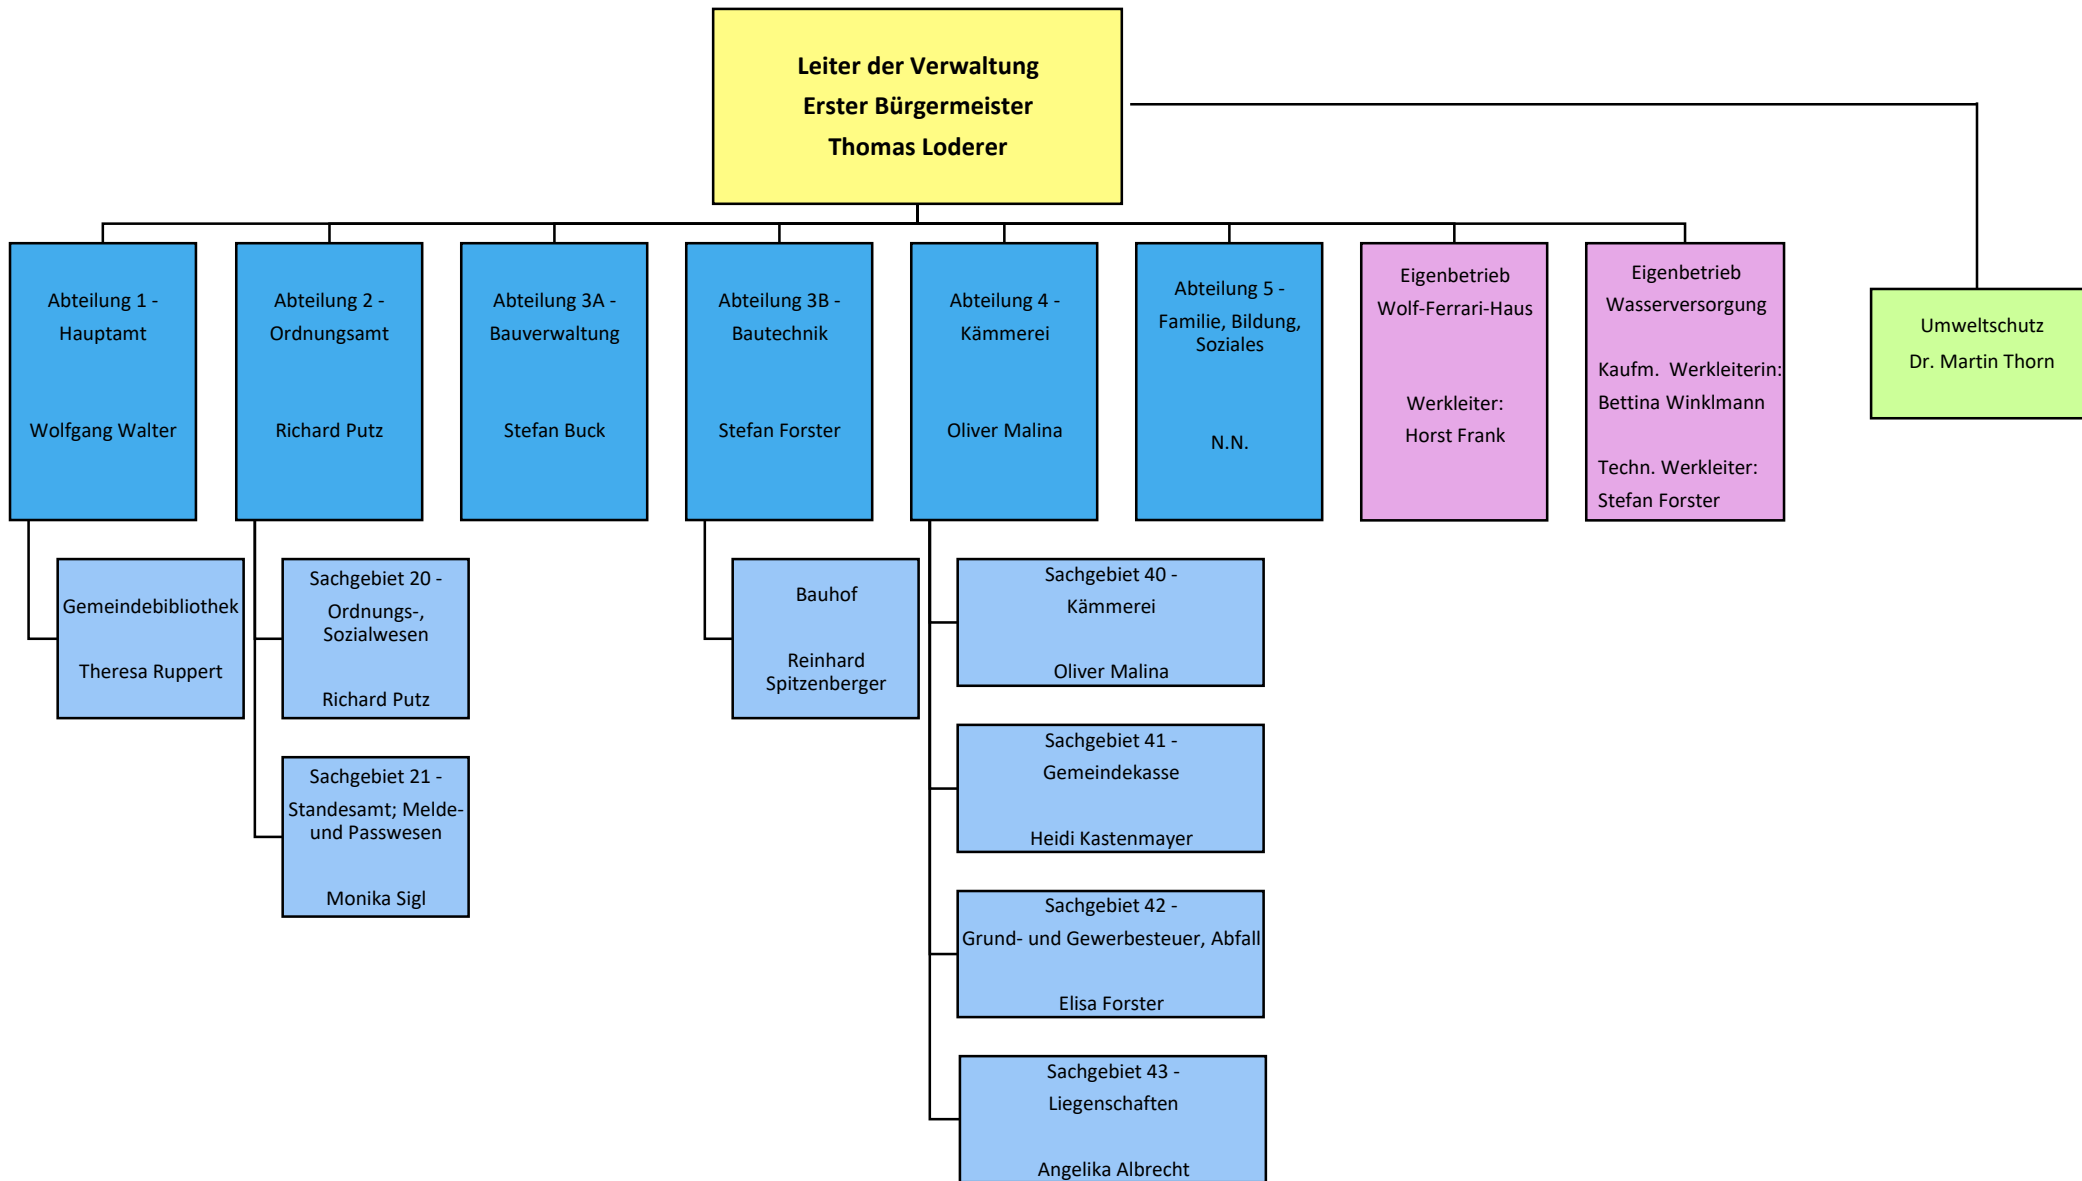 Leiter der Verwaltung
Erster Bürgermeister
Thomas Loderer
Abteilung 1 -
Hauptamt
Wolfgang Walter
Abteilung 2 -
Ordnungsamt
Richard Putz
Abteilung 3A -
Bauverwaltung
Stefan Buck
Abteilung 3B -
Bautechnik
Stefan Forster
Abteilung 4 -
Kämmerei
Oliver Malina
Abteilung 5 -
Familie, Bildung,
Soziales
N.N.
Eigenbetrieb
Wolf-Ferrari-Haus
Werkleiter:
Horst Frank
Eigenbetrieb
Wasserversorgung
Kaufm. Werkleiterin:
Bettina Winklmann
Techn. Werkleiter:
Stefan Forster
Umweltschutz
Dr. Martin Thorn
Gemeindebibliothek
Theresa Ruppert
Sachgebiet 20 -
Ordnungs-,
Sozialwesen
Richard Putz
Sachgebiet 21 -
Standesamt; Melde-
und Passwesen
Monika Sigl
Bauhof
Reinhard
Spitzenberger
Sachgebiet 40 -
Kämmerei
Oliver Malina
Sachgebiet 41 -
Gemeindekasse
Heidi Kastenmayer
Sachgebiet 42 -
Grund- und Gewerbesteuer, Abfall
Elisa Forster
Sachgebiet 43 -
Liegenschaften
Angelika Albrecht